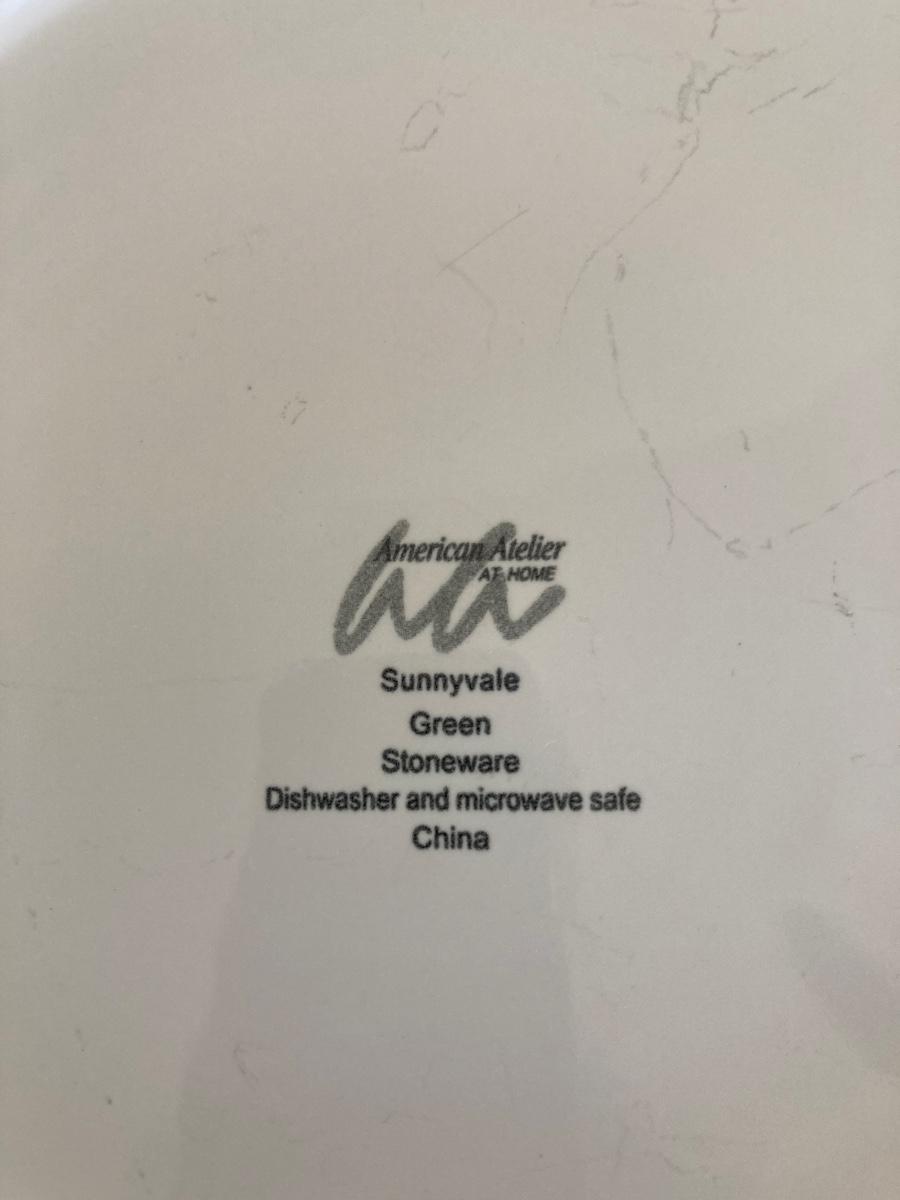 American Atelier
AT HOME
Sunnyvale
Green
Stoneware
Dishwasher and microwave safe
China